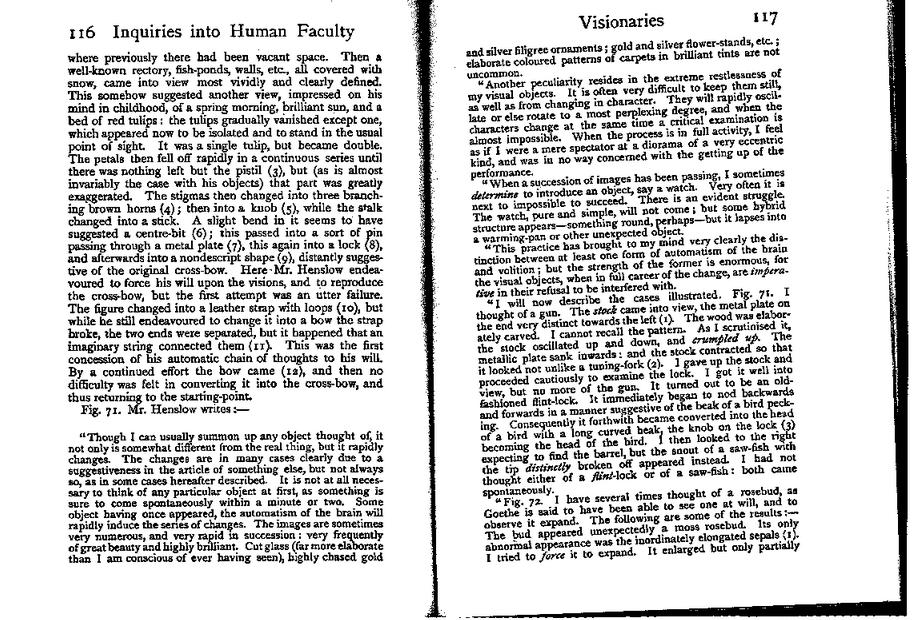 116 Inquiries into Human Faculty
where previously there had been vacant space. Then a
well-known rectory, fish-ponds, walls, etc., all covered with
snow, came into view most vividly and clearly defined.
This somehow suggested another view, impressed on his
mind in childhood, of a spring morning, brilliant sun, and a
bed of red tulips: the tulips gradually vanished except one,
which appeared now to be isolated and to stand in the usual
point of sight. It was a single tulip, but became double.
The petals then fell off rapidly in a continuous series until
there was nothing left but the pistil (3), but (as is almost
invariably the case with his objects) that part was greatly
exaggerated. The stigmas then changed into three branch-
ing brown horns (4); then into a knob (5), while the stalk
changed into a stick. A slight bend in it seems to have
suggested a centre-bit (6); this passed into a sort of pin
passing through a metal plate (7), this again into a lock (8),
and afterwards into a nondescript shape (9), distantly sugges-
tive of the original cross-bow. Here Mr. Henslow endea-
voured to force his will upon the visions, and to reproduce
the cross-bow, but the first attempt was an utter failure.
The figure changed into a leather strap with loops (10), but
while he still endeavoured to change it into a bow the strap
broke, the two ends were separated, but it happened that an
imaginary string connected them (11). This was the first
concession of his automatic chain of thoughts to his will.
By a continued effort the bow came (12), and then no
difficulty was felt in converting it into the cross-bow, and
thus returning to the starting-point.
Fig. 71. Mr. Henslow writes:—
"Though I can usually summon up any object thought of, it
not only is somewhat different from the real thing, but it rapidly
changes. The changes are in many cases clearly due to a
suggestiveness in the article of something else, but not always
so, as in some cases hereafter described. It is not at all neces-
sary to think of any particular object at first, as something is
sure to come spontaneously within a minute or two. Some
object having once appeared, the automatism of the brain will
rapidly induce the series of changes. The images are sometimes
very numerous, and very rapid in succession: very frequently
of great beauty and highly brilliant. Cut glass (far more elaborate
than I am conscious of ever having seen), highly chased gold
Visionaries 117
and silver filigree ornaments; gold and silver flower-stands, etc.;
elaborate coloured patterns of carpets in brilliant tints are not
uncommon.
"Another peculiarity resides in the extreme restlessness of
my visual objects. It is often very difficult to keep them still,
as well as from changing in character. They will rapidly oscil-
late or else rotate to a most perplexing degree, and when the
characters change at the same time a critical examination is
almost impossible. When the process is in full activity, I feel
as if I were a mere spectator at a diorama of a very eccentric
kind, and was in no way concerned with the getting up of the
performance.
"When a succession of images has been passing, I sometimes
determine to introduce an object, say a watch. Very often it is
next to impossible to succeed. There is an evident struggle.
The watch, pure and simple, will not come; but some hybrid
structure appears—something round, perhaps—but it lapses into
a warming-pan or other unexpected object.
"This practice has brought to my mind very clearly the dis-
tinction between at least one form of automatism of the brain
and volition; but the strength of the former is enormous, for
the visual objects, when in full career of the change, are impera-
tive in their refusal to be interfered with.
"I will now describe the cases illustrated. Fig. 71. I
thought of a gun. The stock came into view, the metal plate on
the end very distinct towards the left (1). The wood was elabor-
ately carved. I cannot recall the pattern. As I scrutinised it,
the stock oscillated up and down, and crumpled up. The
metallic plate sank inwards: and the stock contracted so that
it looked not unlike a tuning-fork (2). I gave up the stock and
proceeded cautiously to examine the lock. I got it well into
view, but no more of the gun. It turned out to be an old-
fashioned flint-lock. It immediately began to nod backwards
and forwards in a manner suggestive of the beak of a bird peck-
ing. Consequently it forthwith became converted into the head
of a bird with a long curved beak, the knob on the lock (3)
becoming the head of the bird. I then looked to the right
expecting to find the barrel, but the snout of a saw-fish with
the tip distinctly broken off appeared instead. I had not
thought either of a flint-lock or of a saw-fish: both came
spontaneously.
"Fig. 72. I have several times thought of a rosebud, as
Goethe is said to have been able to see one at will, and to
observe it expand. The following are some of the results:—
The bud appeared unexpectedly a moss rosebud. Its only
abnormal appearance was the inordinately elongated sepals (1).
I tried to force it to expand. It enlarged but only partially